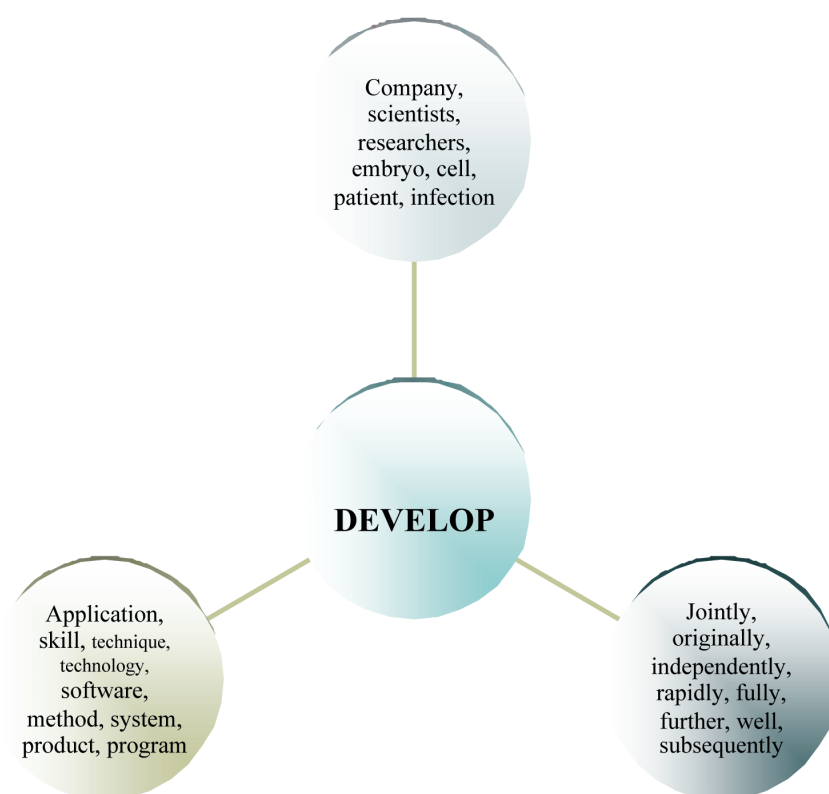 Company,
scientists,
researchers,
embryo, cell,
patient, infection
DEVELOP
Application,
skill, technique,
technology,
software,
method, system,
product, program
Jointly,
originally,
independently,
rapidly, fully,
further, well,
subsequently